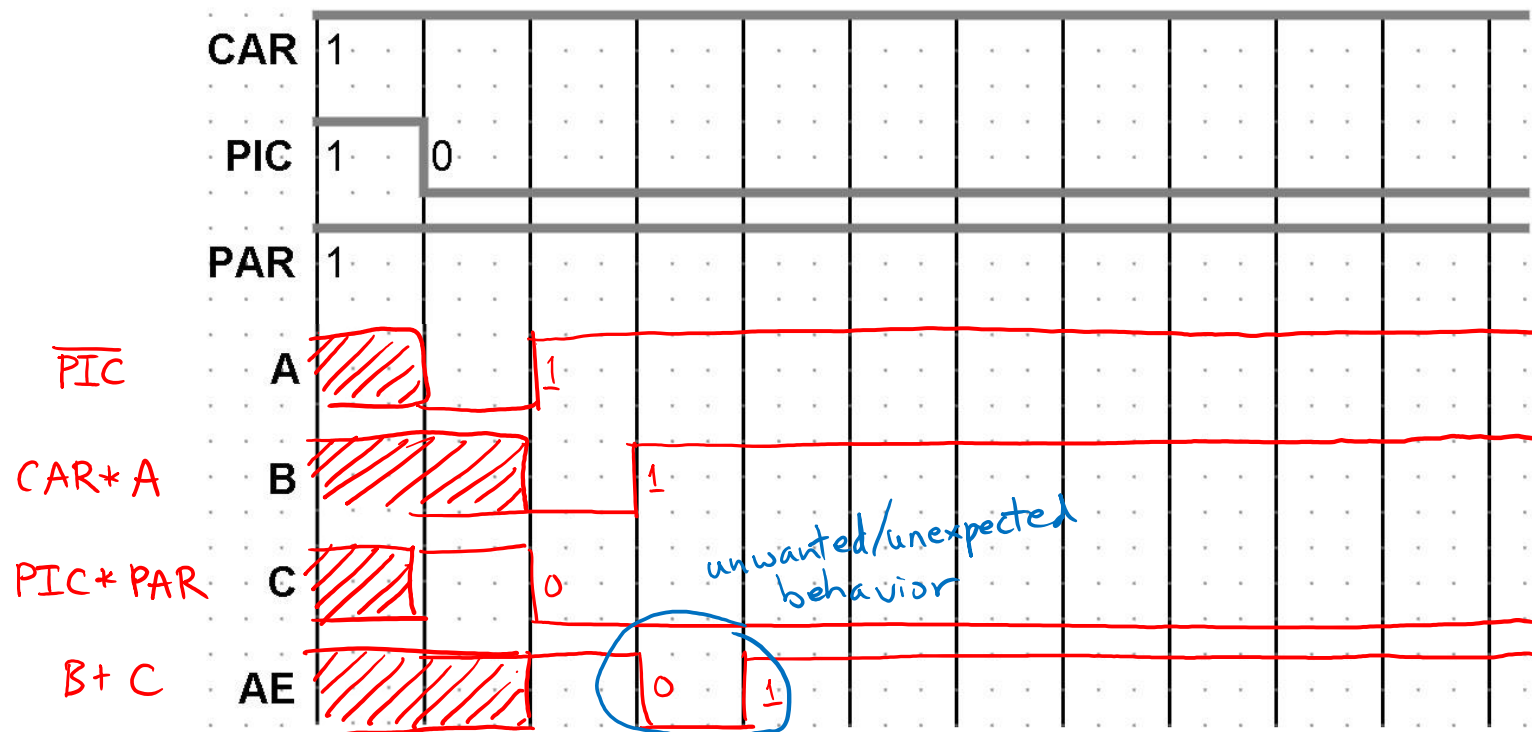 CAR 1
PIC 1 0
PAR 1
P̅I̅C̅ A 1
CAR * A B 1
unwanted/unexpected
behavior
PIC * PAR C 0
B + C AE 0 1